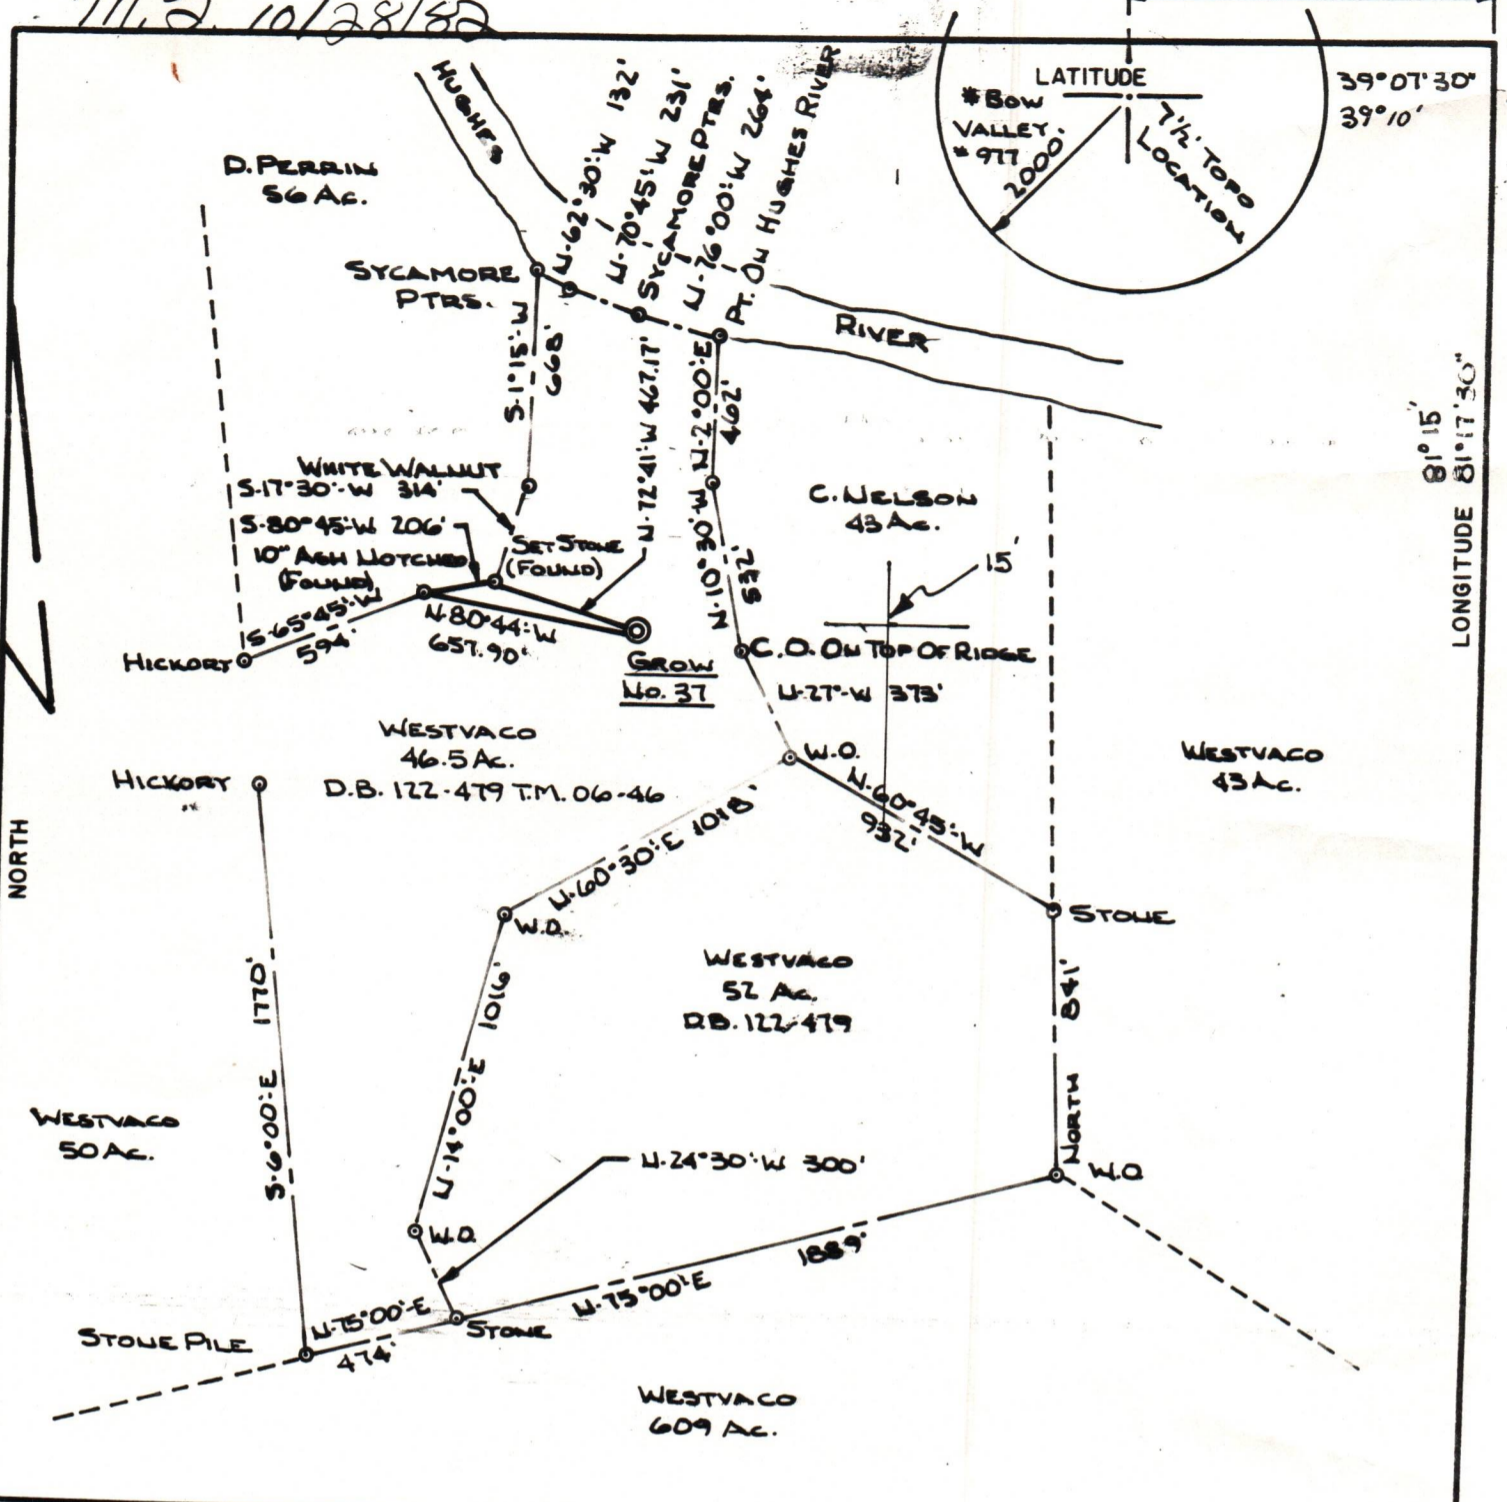 10/28/82
HUGHES
N-62°30'-W 132'
N-70°45'-W 231'
SYCAMORE PTRS.
N-76°00'-W 264'
PT. ON HUGHES RIVER
LATITUDE
39°07'30"
39°10'
*BOW
VALLEY
*977
2000'
7½' TOPO
LOCATION
D. PERRIN
56 AC.
SYCAMORE
PTRS.
S-1°15'-W
668'
RIVER
N-2°00'-E
462'
81°15'
LONGITUDE 81°17'30"
N-72°41'-W 467.17'
WHITE WALNUT
S-17°30'-W 314'
S-80°45'-W 206'
10" ASH NOTCHED
(FOUND)
SET STONE
(FOUND)
N-10°30'-W
532'
C. NELSON
43 AC.
15'
S-65°45'-W
594'
HICKORY
N-80°44'-W
657.90'
GROW
NO. 37
C.O. ON TOP OF RIDGE
N-27°-W 373'
WESTVACO
46.5 AC.
D.B. 122-479 T.M. 06-46
HICKORY
W.O.
N-60°45'-W
932'
WESTVACO
43 AC.
NORTH
N-60°30'-E 1018'
W.O.
STONE
WESTVACO
52 AC.
D.B. 122-479
S-6°00'-E 1770'
N-14°00'-E 1016'
NORTH 841'
WESTVACO
50 AC.
N-24°30'-W 300'
W.O.
W.O.
N-75°00'-E 1889'
STONE PILE
N-75°00'-E
474'
STONE
WESTVACO
609 AC.